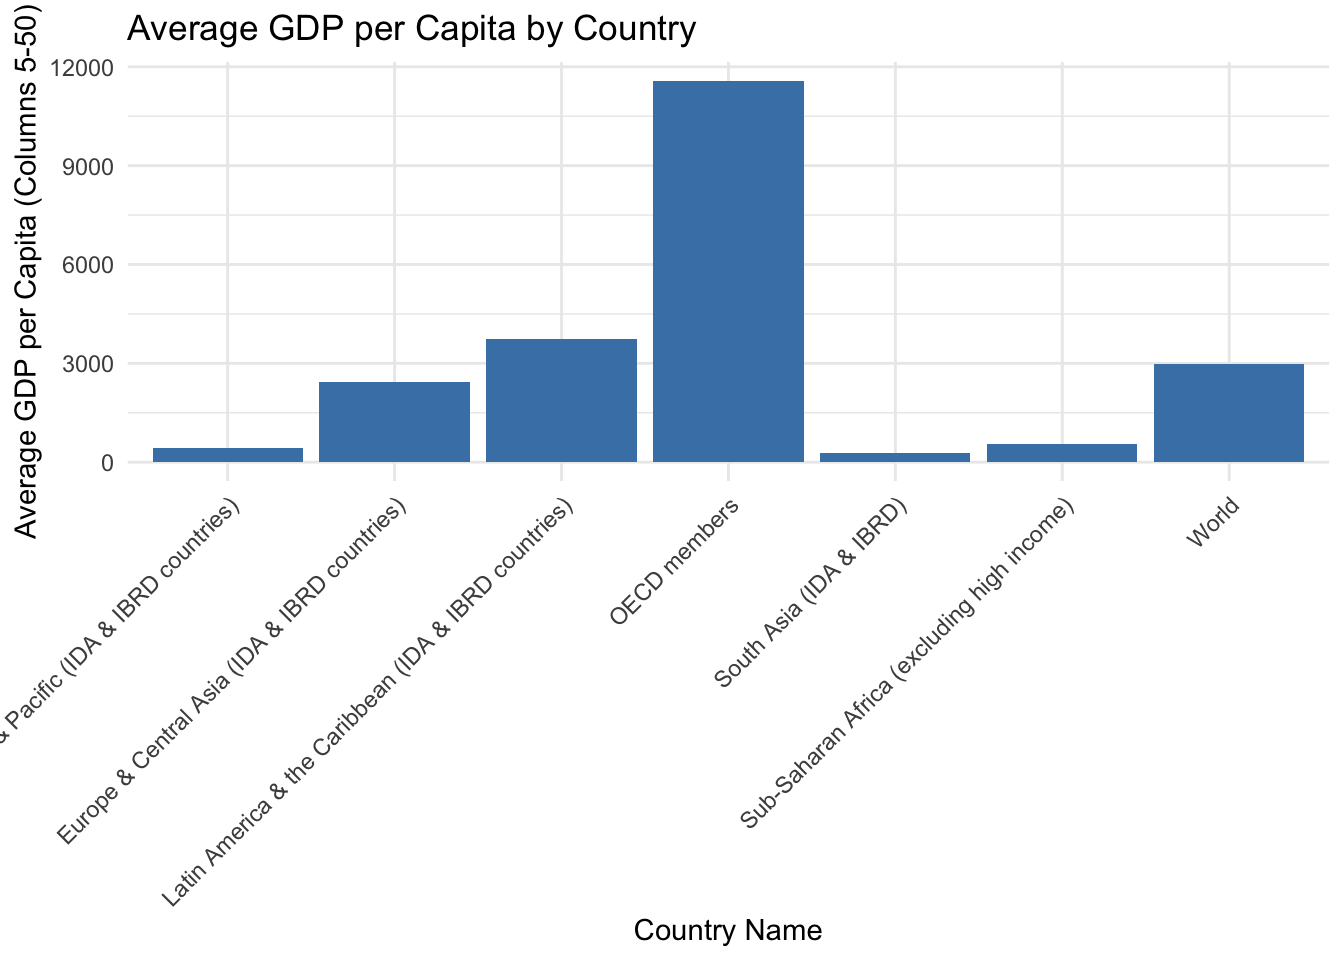 Average GDP per Capita by Country
Average GDP per Capita (Columns 5-50)
12000
9000
6000
3000
0
& Pacific (IDA & IBRD countries)
Europe & Central Asia (IDA & IBRD countries)
Latin America & the Caribbean (IDA & IBRD countries)
OECD members
South Asia (IDA & IBRD)
Sub-Saharan Africa (excluding high income)
World
Country Name